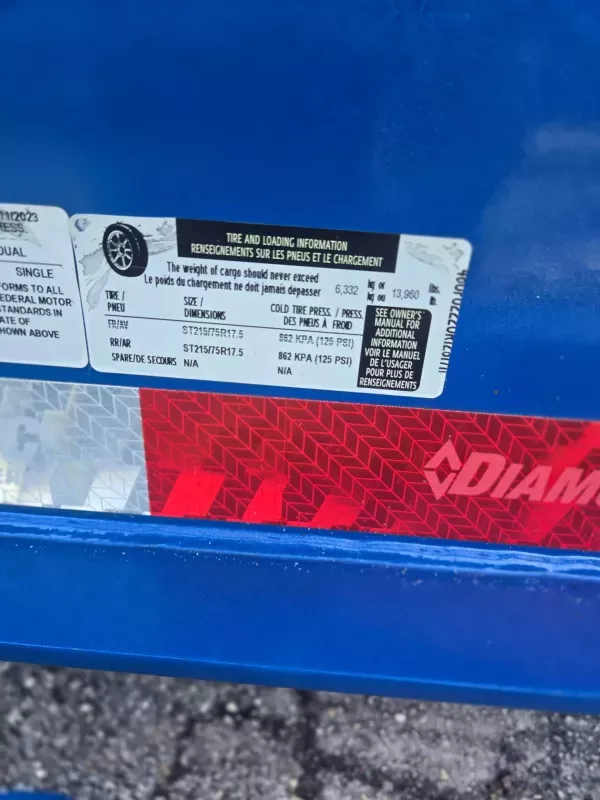 11/2023
RESS
DUAL
SINGLE
FORMS TO ALL
FEDERAL MOTOR
STANDARDS IN
ATE OF
HOWN ABOVE
TIRE AND LOADING INFORMATION
RENSEIGNEMENTS SUR LES PNEUS ET LE CHARGEMENT
The weight of cargo should never exceed
Le poids du chargement ne doit jamais dépasser
6,332 kg or kg ou 13,960 lbs. lb.
TIRE / PNEU
SIZE / DIMENSIONS
COLD TIRE PRESS. / PRESS. DES PNEUS À FROID
FR/AV ST215/75R17.5 862 KPA (125 PSI)
RR/AR ST215/75R17.5 862 KPA (125 PSI)
SPARE/DE SECOURS N/A N/A
SEE OWNER'S
MANUAL FOR
ADDITIONAL
INFORMATION
VOIR LE MANUEL
DE L'USAGER
POUR PLUS DE
RENSEIGNEMENTS
DIAM